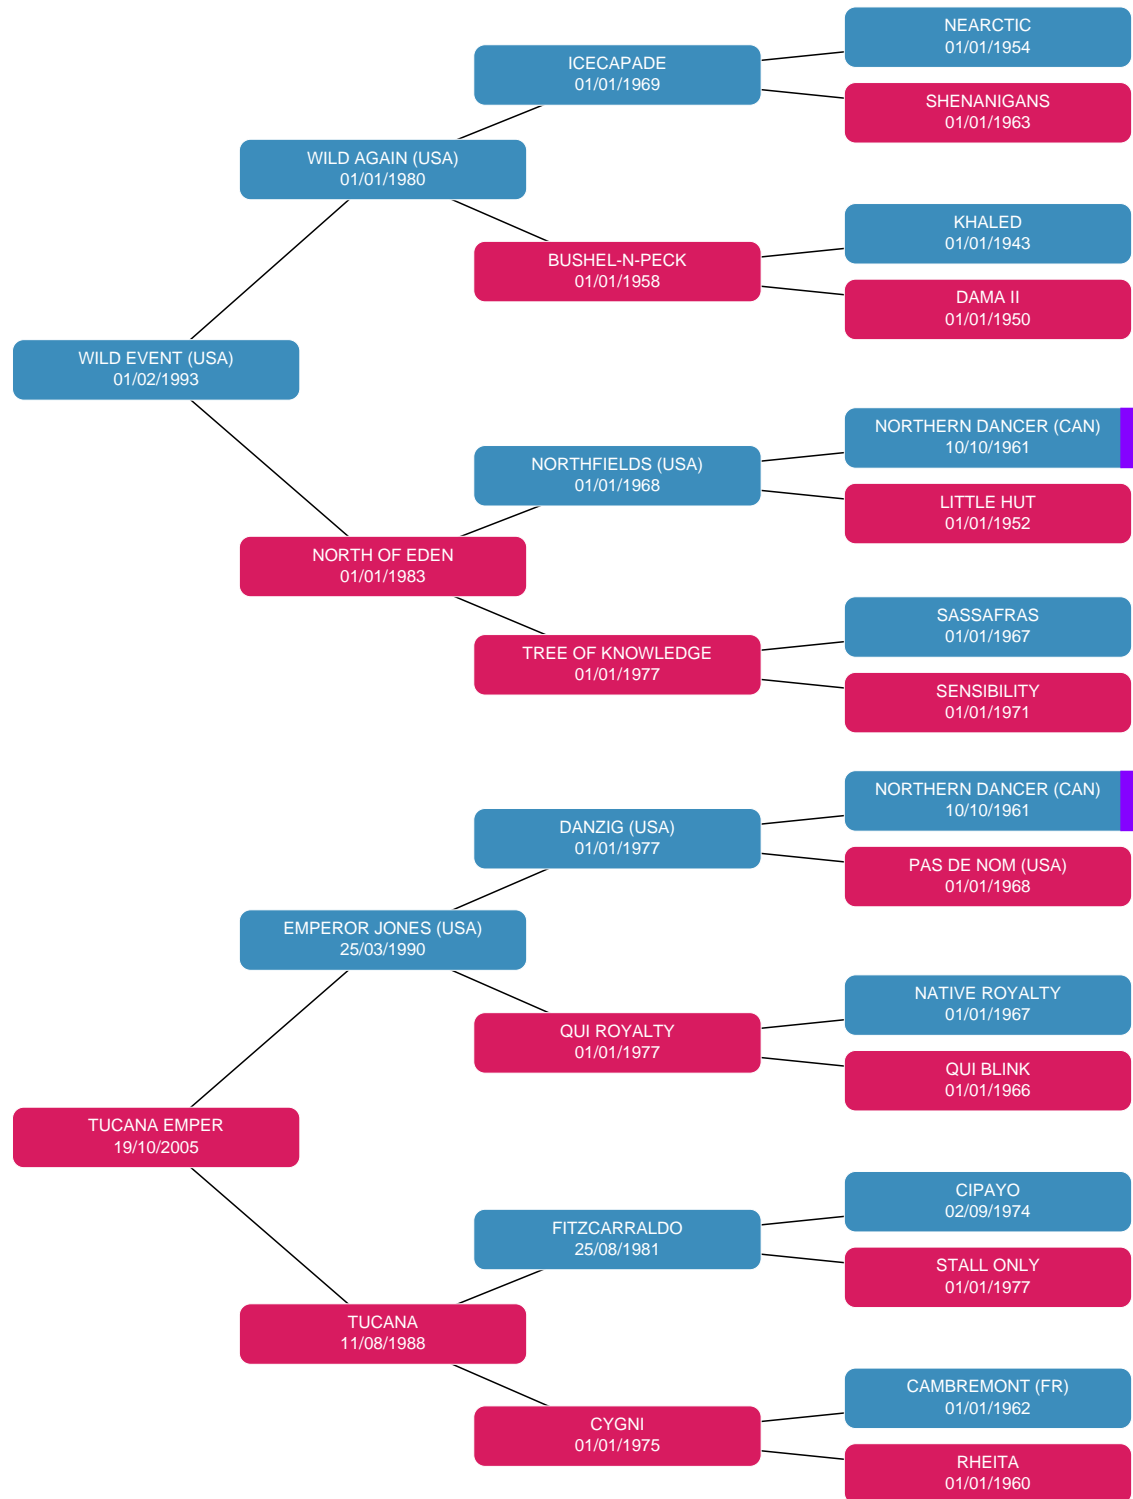 NEARCTIC
01/01/1954
ICECAPADE
01/01/1969
SHENANIGANS
01/01/1963
WILD AGAIN (USA)
01/01/1980
KHALED
01/01/1943
BUSHEL-N-PECK
01/01/1958
DAMA II
01/01/1950
WILD EVENT (USA)
01/02/1993
NORTHERN DANCER (CAN)
10/10/1961
NORTHFIELDS (USA)
01/01/1968
LITTLE HUT
01/01/1952
NORTH OF EDEN
01/01/1983
SASSAFRAS
01/01/1967
TREE OF KNOWLEDGE
01/01/1977
SENSIBILITY
01/01/1971
NORTHERN DANCER (CAN)
10/10/1961
DANZIG (USA)
01/01/1977
PAS DE NOM (USA)
01/01/1968
EMPEROR JONES (USA)
25/03/1990
NATIVE ROYALTY
01/01/1967
QUI ROYALTY
01/01/1977
QUI BLINK
01/01/1966
TUCANA EMPER
19/10/2005
CIPAYO
02/09/1974
FITZCARRALDO
25/08/1981
STALL ONLY
01/01/1977
TUCANA
11/08/1988
CAMBREMONT (FR)
01/01/1962
CYGNI
01/01/1975
RHEITA
01/01/1960